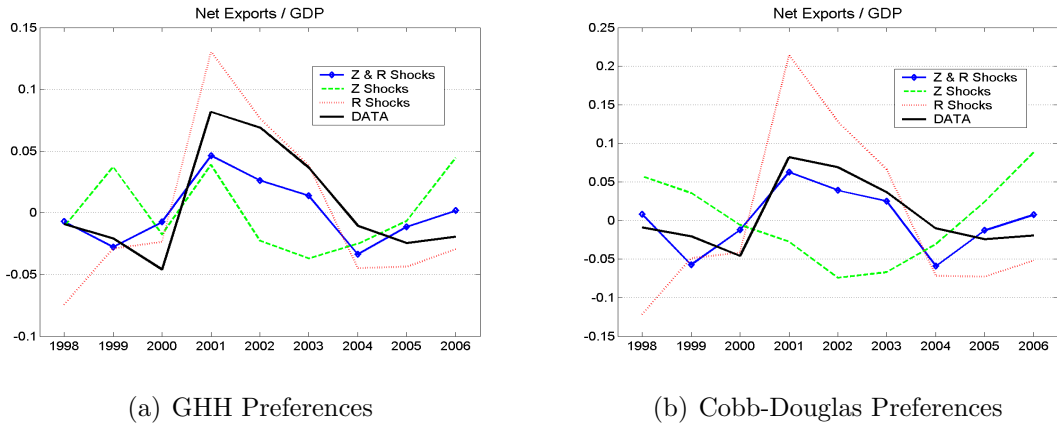 Net Exports / GDP
0.15
0.1
0.05
0
-0.05
-0.1
1998 1999 2000 2001 2002 2003 2004 2005 2006
Z & R Shocks
Z Shocks
R Shocks
DATA
(a) GHH Preferences
Net Exports / GDP
0.25
0.2
0.15
0.1
0.05
0
-0.05
-0.1
-0.15
1998 1999 2000 2001 2002 2003 2004 2005 2006
Z & R Shocks
Z Shocks
R Shocks
DATA
(b) Cobb-Douglas Preferences